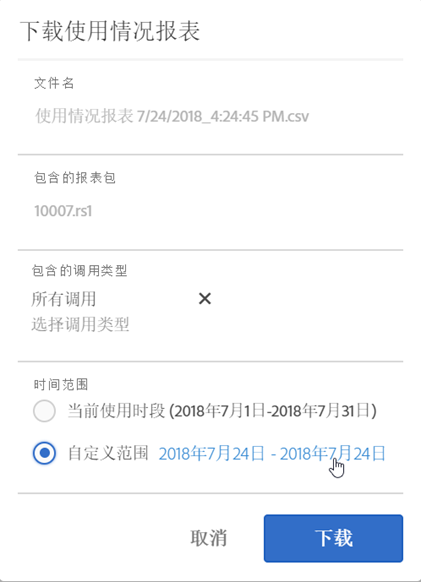 下载使用情况报表
文件名
使用情况报表 7/24/2018_4:24:45 PM.csv
包含的报表包
10007.rs1
包含的调用类型
所有调用
选择调用类型
时间范围
当前使用时段 (2018年7月1日-2018年7月31日)
自定义范围 2018年7月24日 - 2018年7月24日
取消 下载